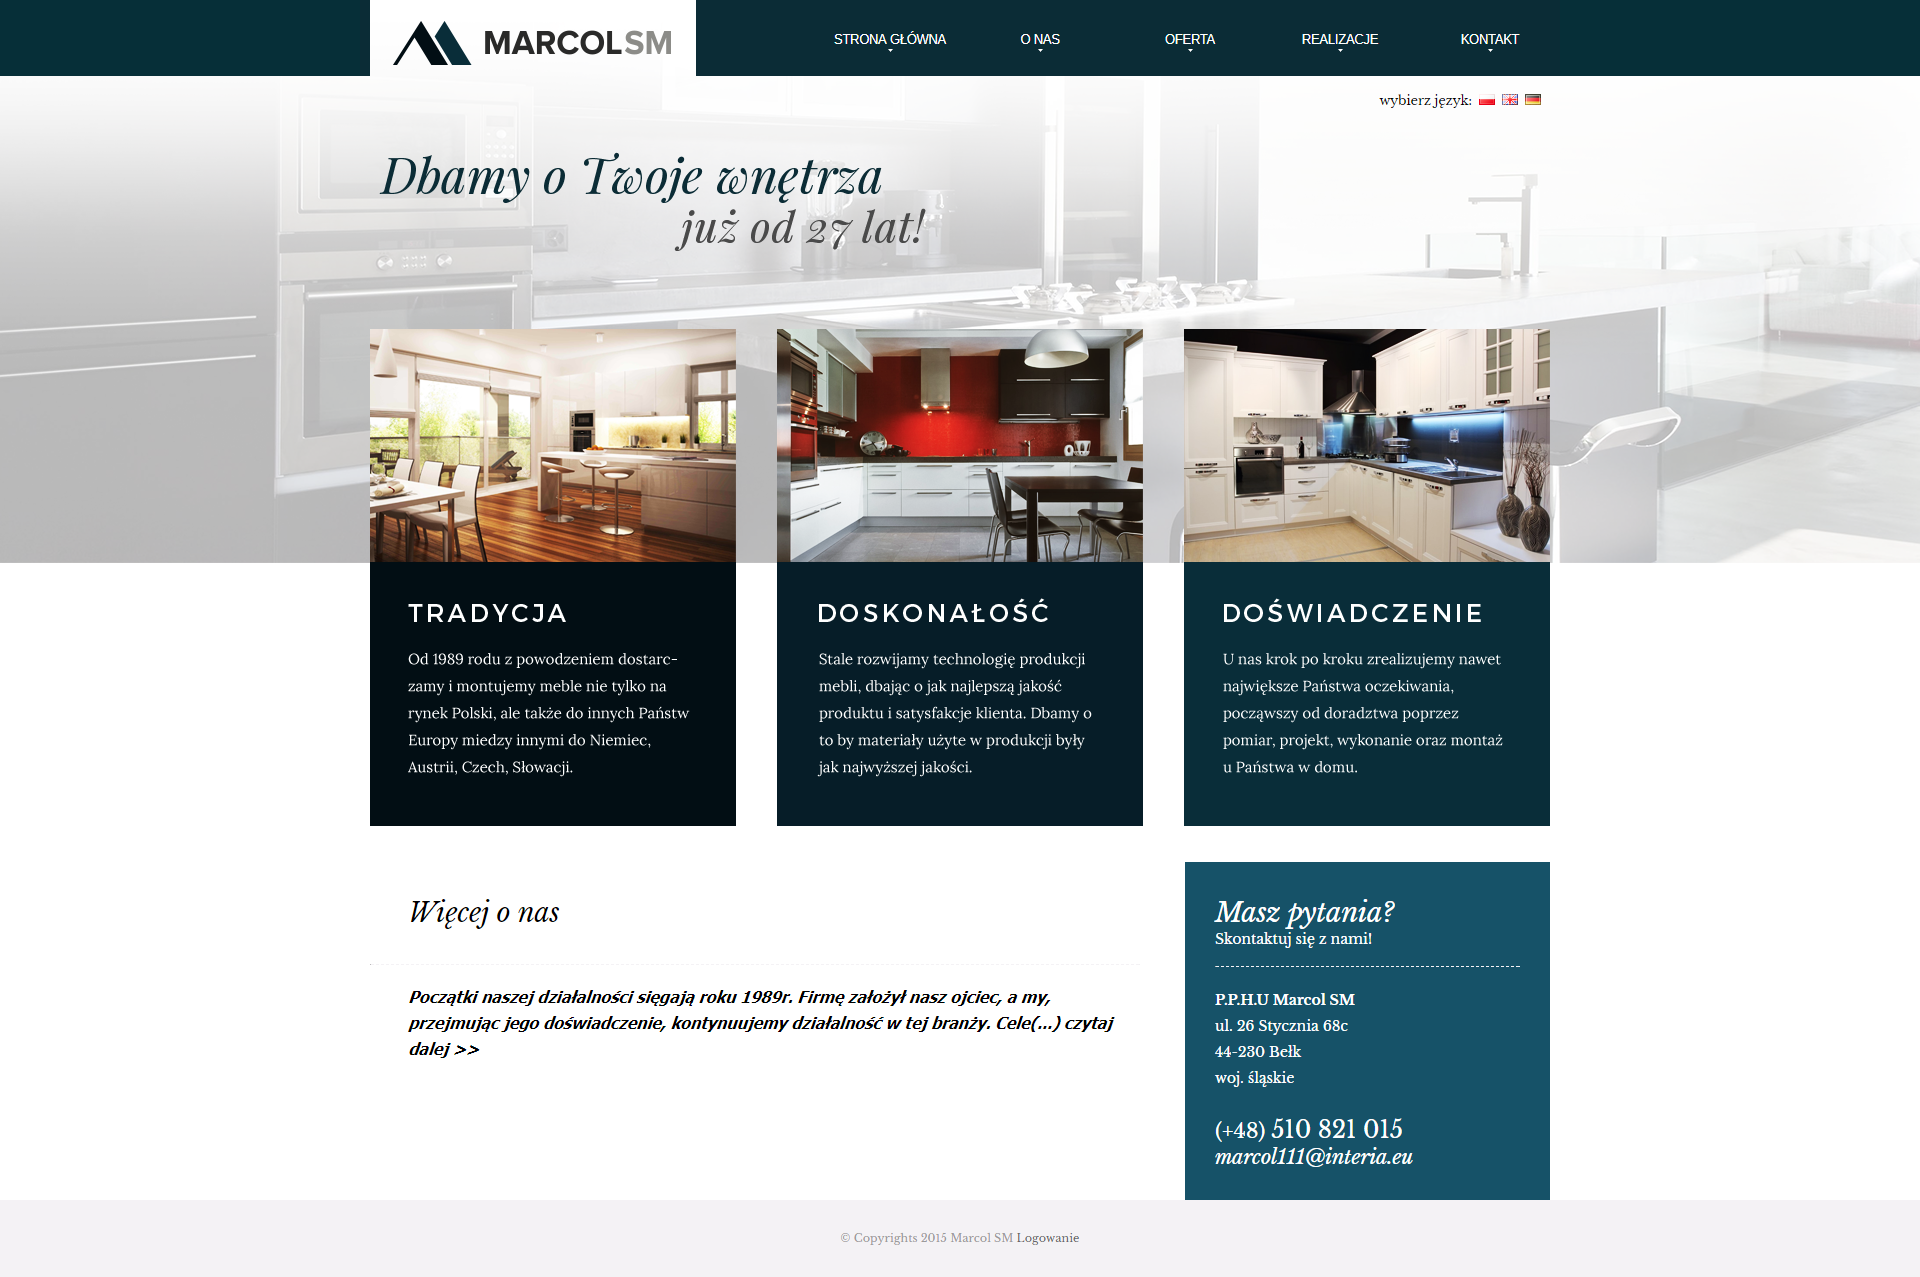 MARCOLSM
STRONA GŁÓWNA
O NAS
OFERTA
REALIZACJE
KONTAKT
wybierz język:
Dbamy o Twoje wnętrza
już od 27 lat!
TRADYCJA
Od 1989 rodu z powodzeniem dostarc-
zamy i montujemy meble nie tylko na
rynek Polski, ale także do innych Państw
Europy miedzy innymi do Niemiec,
Austrii, Czech, Słowacji.
DOSKONAŁOŚĆ
Stale rozwijamy technologię produkcji
mebli, dbając o jak najlepszą jakość
produktu i satysfakcje klienta. Dbamy o
to by materiały użyte w produkcji były
jak najwyższej jakości.
DOŚWIADCZENIE
U nas krok po kroku zrealizujemy nawet
największe Państwa oczekiwania,
począwszy od doradztwa poprzez
pomiar, projekt, wykonanie oraz montaż
u Państwa w domu.
Więcej o nas
Początki naszej działalności sięgają roku 1989r. Firmę założył nasz ojciec, a my,
przejmując jego doświadczenie, kontynuujemy działalność w tej branży. Cele(...) czytaj
dalej >>
Masz pytania?
Skontaktuj się z nami!
P.P.H.U Marcol SM
ul. 26 Stycznia 68c
44-230 Bełk
woj. śląskie
(+48) 510 821 015
marcol111@interia.eu
© Copyrights 2015 Marcol SM Logowanie